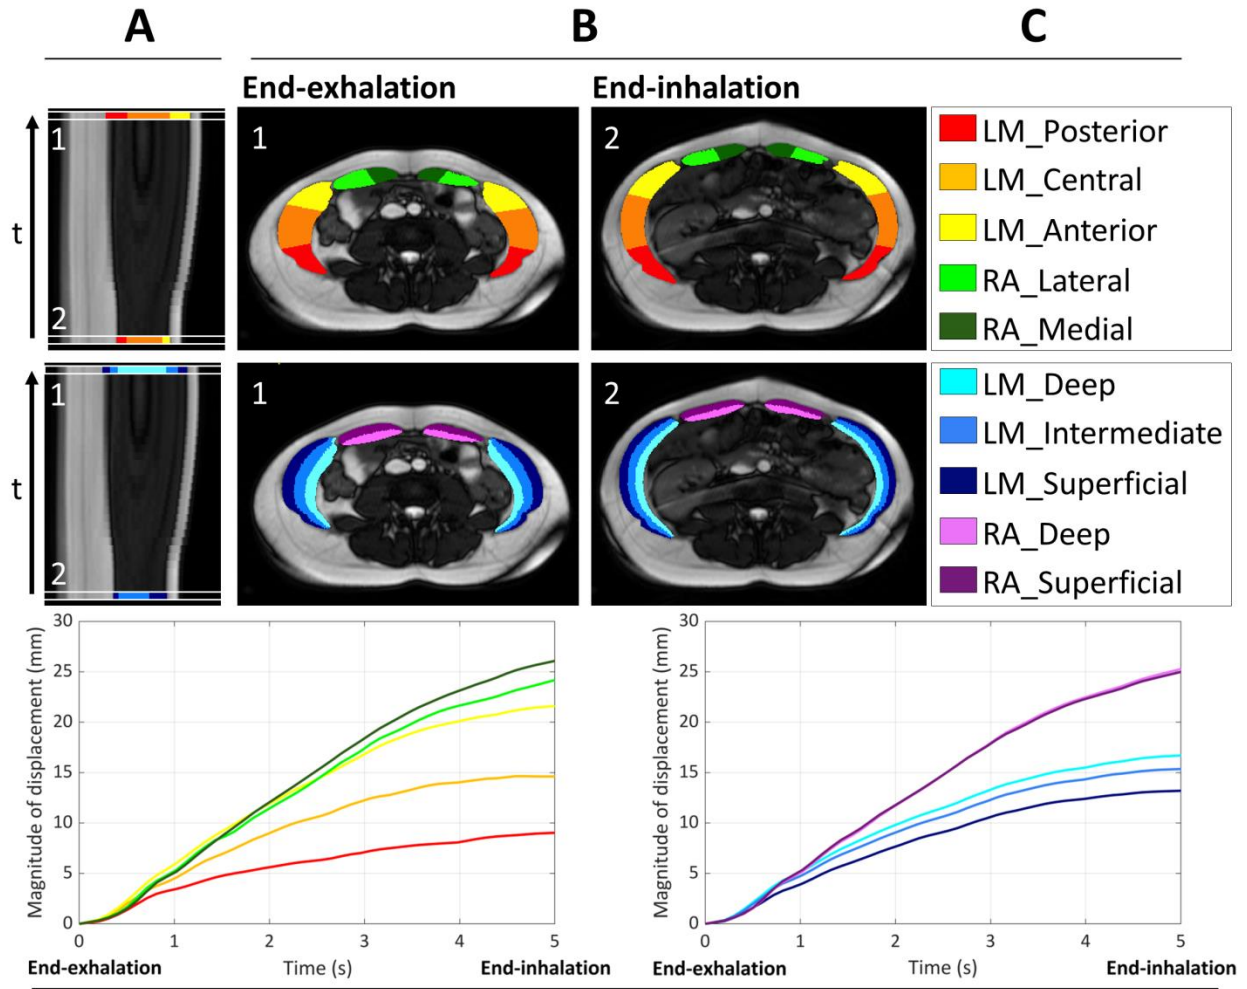 A
B
C
End-exhalation
End-inhalation
t
1
2
1
2
LM_Posterior
LM_Central
LM_Anterior
RA_Lateral
RA_Medial
t
1
2
1
2
LM_Deep
LM_Intermediate
LM_Superficial
RA_Deep
RA_Superficial
Magnitude of displacement (mm)
30
25
20
15
10
5
0
0 1 2 3 4 5
End-exhalation Time (s) End-inhalation
Magnitude of displacement (mm)
30
25
20
15
10
5
0
0 1 2 3 4 5
End-exhalation Time (s) End-inhalation